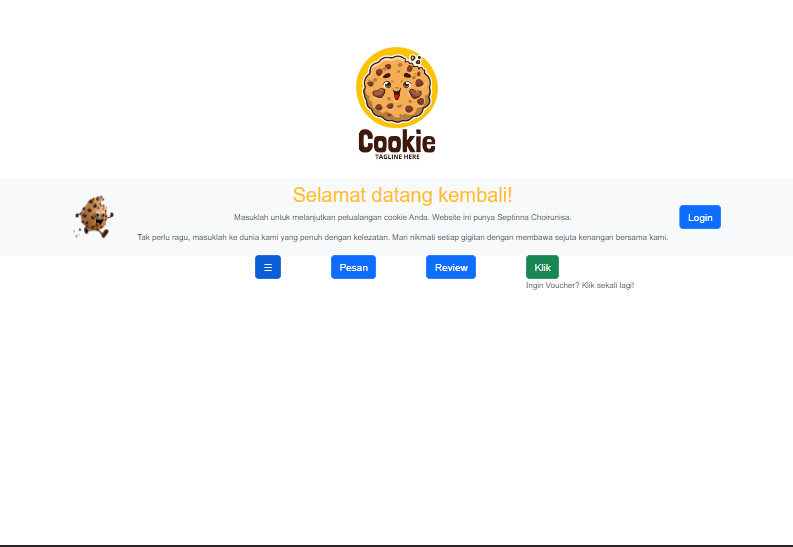 Cookie
TAGLINE HERE
Selamat datang kembali!
Masuklah untuk melanjutkan petualangan cookie Anda. Website ini punya Septinna Choirunisa.
Tak perlu ragu, masuklah ke dunia kami yang penuh dengan kelezatan. Mari nikmati setiap gigitan dengan membawa sejuta kenangan bersama kami.
Login
☰
Pesan
Review
Klik
Ingin Voucher? Klik sekali lagi!